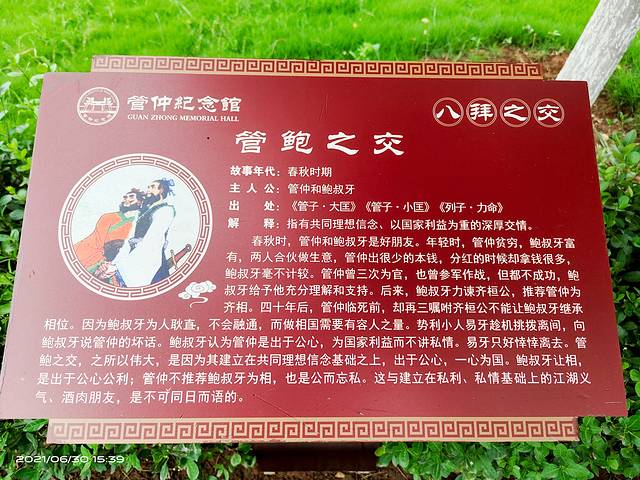 管仲纪念館
GUAN ZHONG MEMORIAL HALL
八拜之交
管鲍之交
故事年代：春秋时期
主人公：管仲和鲍叔牙
出处：《管子·大匡》《管子·小匡》《列子·力命》
解释：指有共同理想信念、以国家利益为重的深厚交情。
春秋时，管仲和鲍叔牙是好朋友。年轻时，管仲贫穷，鲍叔牙富
有，两人合伙做生意，管仲出很少的本钱，分红的时候却拿钱很多，
鲍叔牙毫不计较。管仲曾三次为官，也曾参军作战，但都不成功，鲍
叔牙给予他充分理解和支持。后来，鲍叔牙力谏齐桓公，推荐管仲为
齐相。四十年后，管仲临死前，却再三嘱咐齐桓公不能让鲍叔牙继承
相位。因为鲍叔牙为人耿直，不会融通，而做相国需要有容人之量。势利小人易牙趁机挑拨离间，向
鲍叔牙说管仲的坏话。鲍叔牙认为管仲是出于公心，为国家利益而不讲私情。易牙只好悻悻离去。管
鲍之交，之所以伟大，是因为其建立在共同理想信念基础之上，出于公心，一心为国。鲍叔牙让相，
是出于公心公利；管仲不推荐鲍叔牙为相，也是公而忘私。这与建立在私利、私情基础上的江湖义
气、酒肉朋友，是不可同日而语的。
2021/06/30 15:39